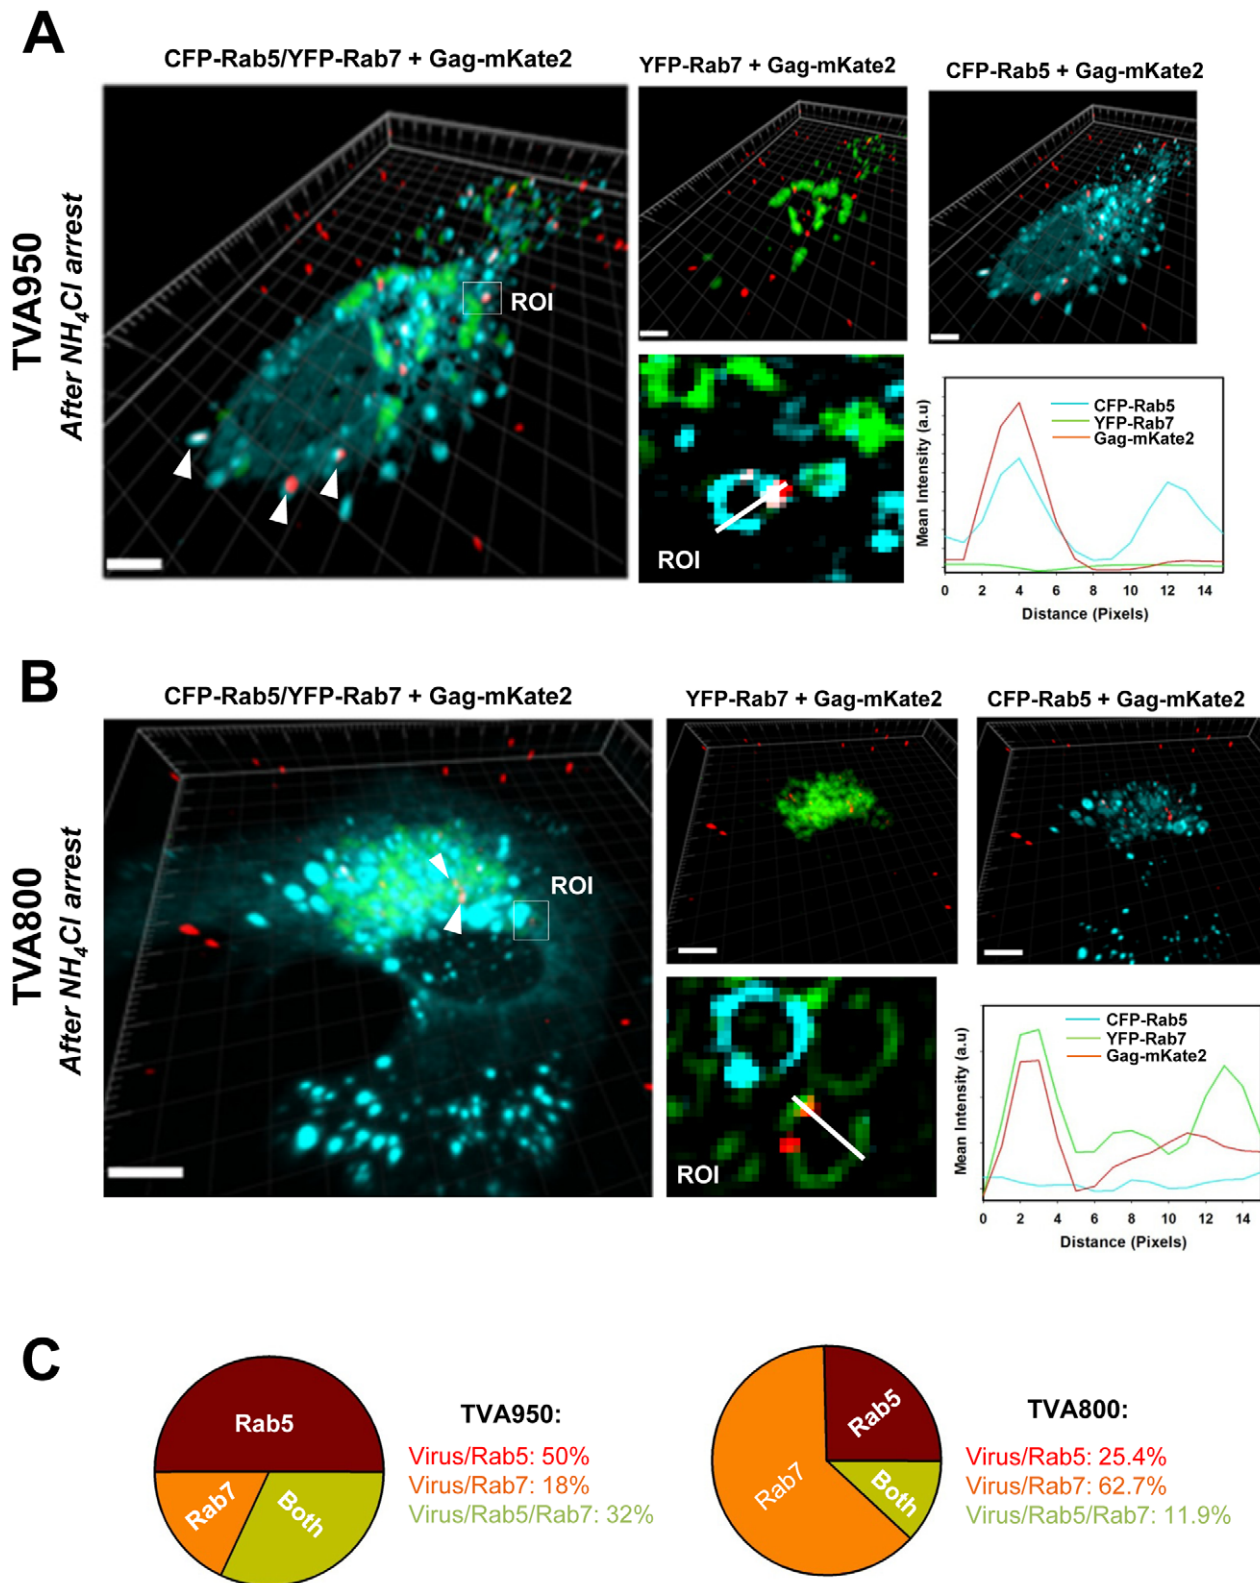 A
CFP-Rab5/YFP-Rab7 + Gag-mKate2
YFP-Rab7 + Gag-mKate2
CFP-Rab5 + Gag-mKate2
TVA950
After NH₄Cl arrest
ROI
ROI
CFP-Rab5
YFP-Rab7
Gag-mKate2
Mean Intensity (a.u)
0 2 4 6 8 10 12 14
Distance (Pixels)
B
CFP-Rab5/YFP-Rab7 + Gag-mKate2
YFP-Rab7 + Gag-mKate2
CFP-Rab5 + Gag-mKate2
TVA800
After NH₄Cl arrest
ROI
ROI
CFP-Rab5
YFP-Rab7
Gag-mKate2
Mean Intensity (a.u)
0 2 4 6 8 10 12 14
Distance (Pixels)
C
Rab5
Rab7
Both
TVA950:
Virus/Rab5: 50%
Virus/Rab7: 18%
Virus/Rab5/Rab7: 32%
Rab5
Rab7
Both
TVA800:
Virus/Rab5: 25.4%
Virus/Rab7: 62.7%
Virus/Rab5/Rab7: 11.9%